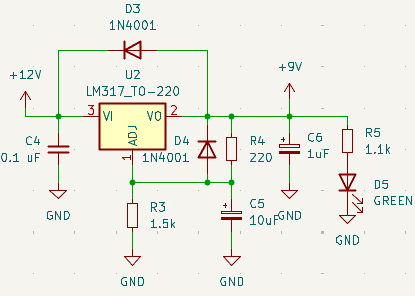 D3
1N4001
+12V
U2
LM317_TO-220
+9V
3
VI
VO
2
ADJ
1
C4
0.1 uF
D4
1N4001
R4
220
C6
1uF
R5
1.1k
D5
GREEN
R3
1.5k
C5
10uF
GND
GND
GND
GND
GND